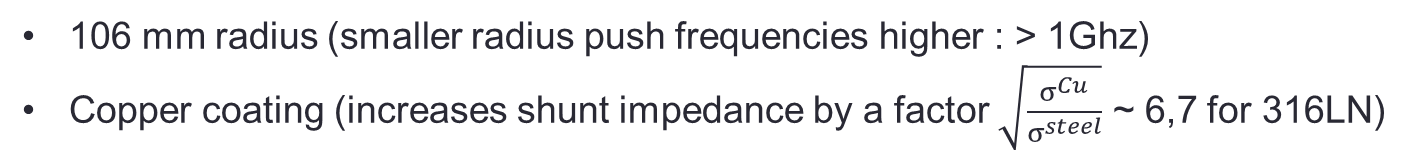 • 106 mm radius (smaller radius push frequencies higher : > 1Ghz)
• Copper coating (increases shunt impedance by a factor √(σ^Cu/σ^steel) ~ 6,7 for 316LN)